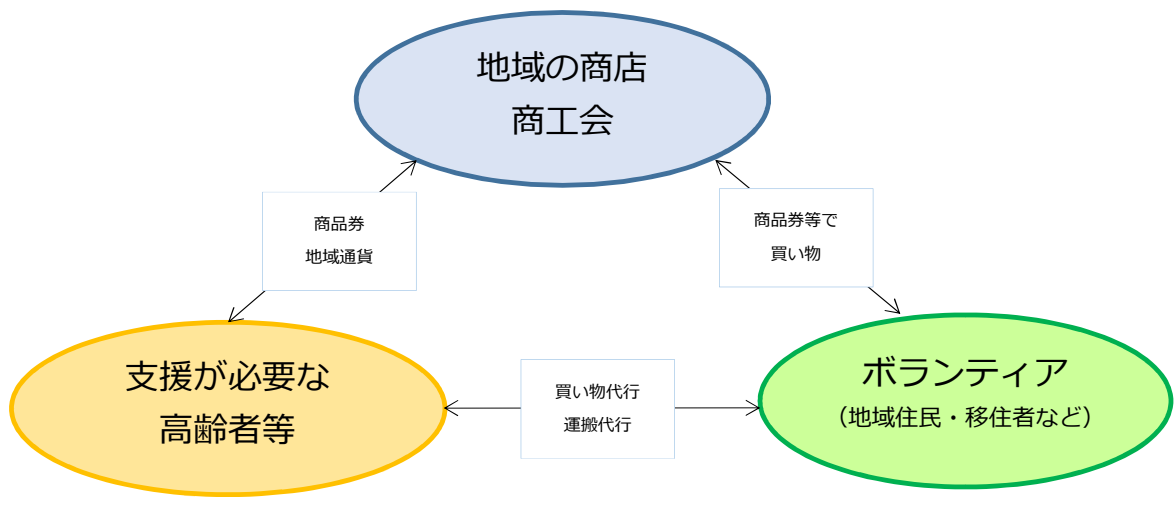 地域の商店
商工会
商品券
地域通貨
商品券等で
買い物
支援が必要な
高齢者等
買い物代行
運搬代行
ボランティア
（地域住民・移住者など）